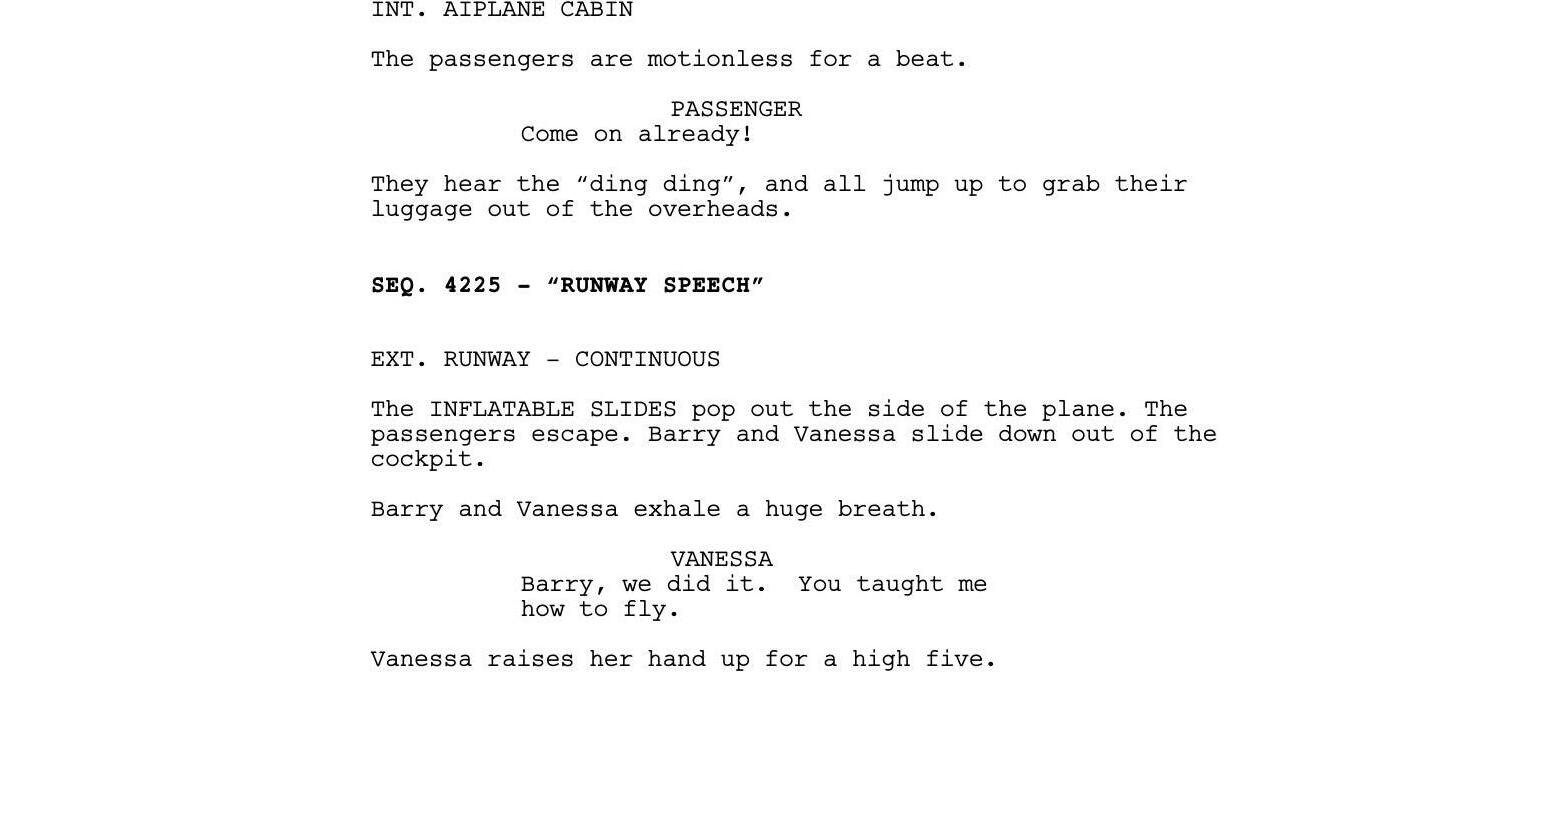 INT. AIPLANE CABIN
The passengers are motionless for a beat.
PASSENGER
Come on already!
They hear the “ding ding”, and all jump up to grab their
luggage out of the overheads.
SEQ. 4225 - “RUNWAY SPEECH”
EXT. RUNWAY – CONTINUOUS
The INFLATABLE SLIDES pop out the side of the plane. The
passengers escape. Barry and Vanessa slide down out of the
cockpit.
Barry and Vanessa exhale a huge breath.
VANESSA
Barry, we did it.  You taught me
how to fly.
Vanessa raises her hand up for a high five.